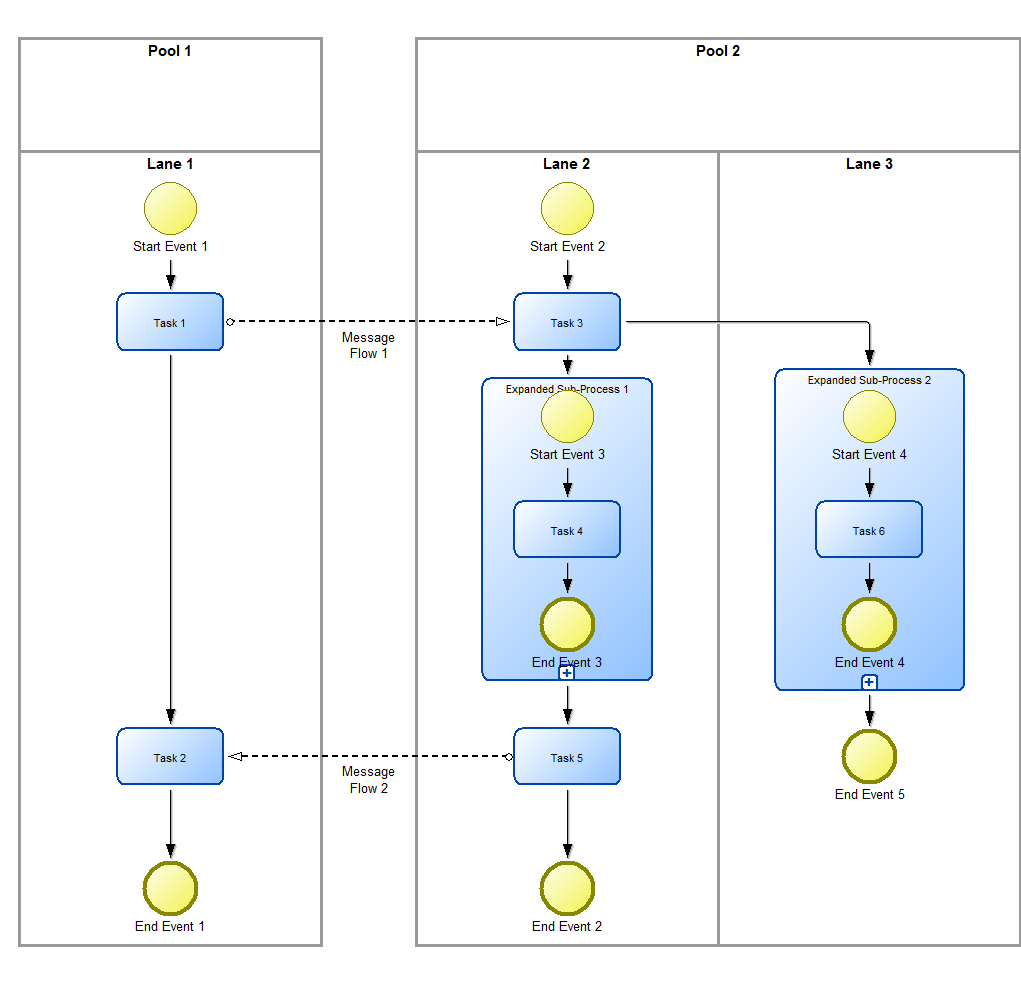 Pool 1
Pool 2
Lane 1
Lane 2
Lane 3
Start Event 1
Start Event 2
Task 1
Task 3
Message
Flow 1
Expanded Sub-Process 1
Expanded Sub-Process 2
Start Event 3
Start Event 4
Task 4
Task 6
End Event 3
End Event 4
Task 2
Task 5
Message
Flow 2
End Event 5
End Event 1
End Event 2